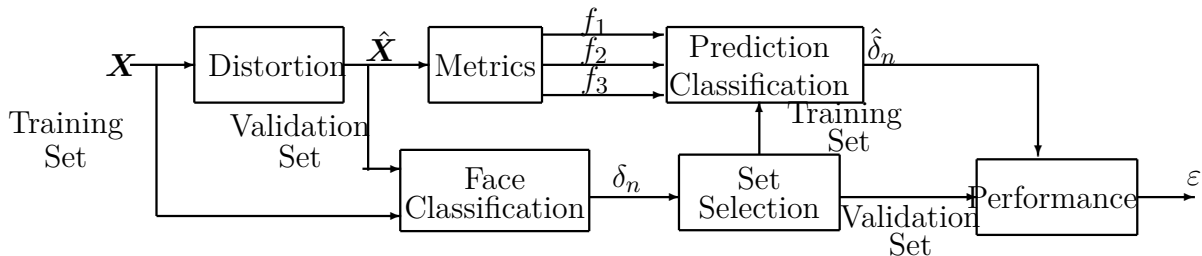 X
Distortion
X̂
Metrics
f₁
f₂
f₃
Prediction
Classification
δ̂ₙ
Training
Set
Validation
Set
Training
Set
Face
Classification
δₙ
Set
Selection
Validation
Set
Performance
ε